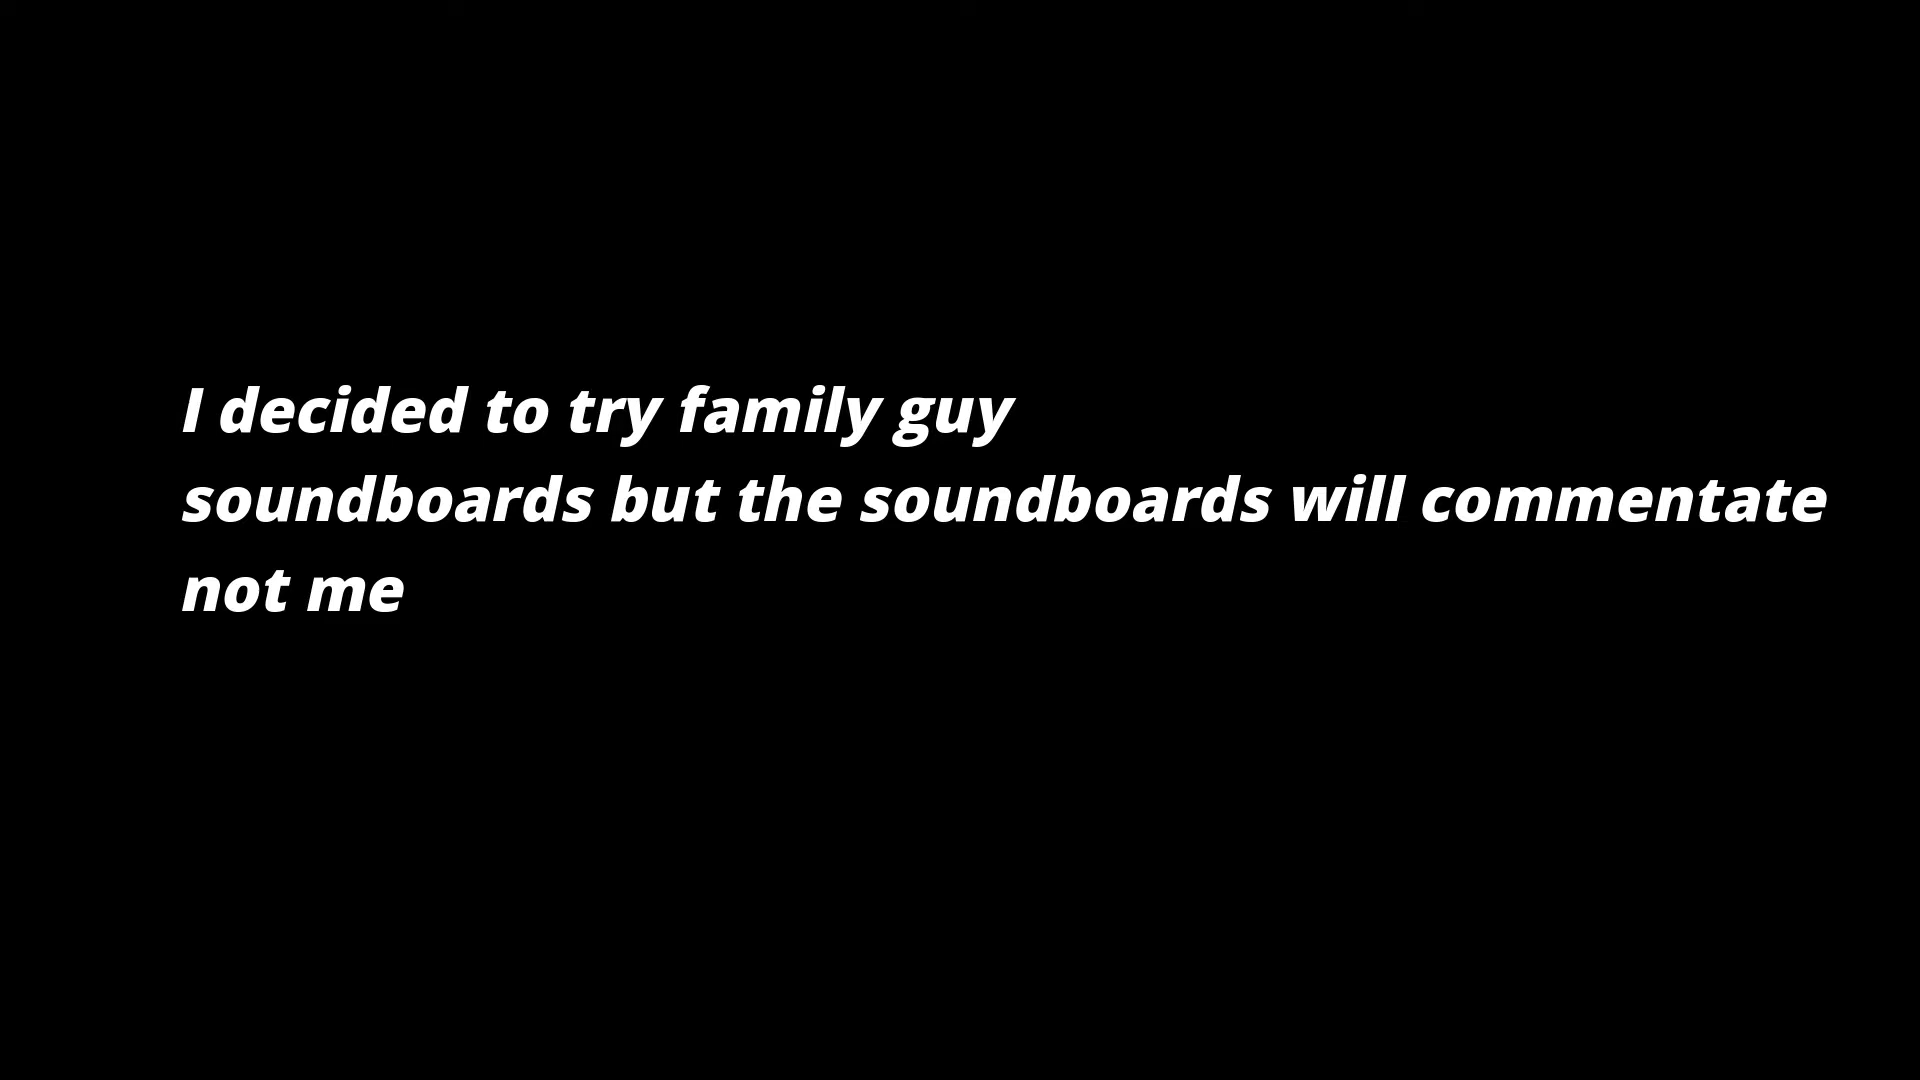 I decided to try family guy
soundboards but the soundboards will commentate
not me